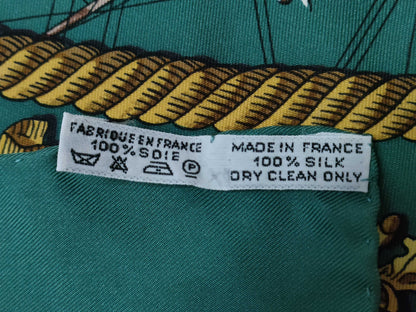 FABRIQUE EN FRANCE
100% SOIE
P
MADE IN FRANCE
100% SILK
DRY CLEAN ONLY